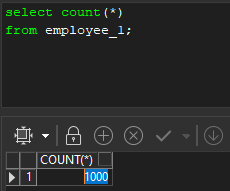 select count(*)
from employee_1;
COUNT(*)
1 1000